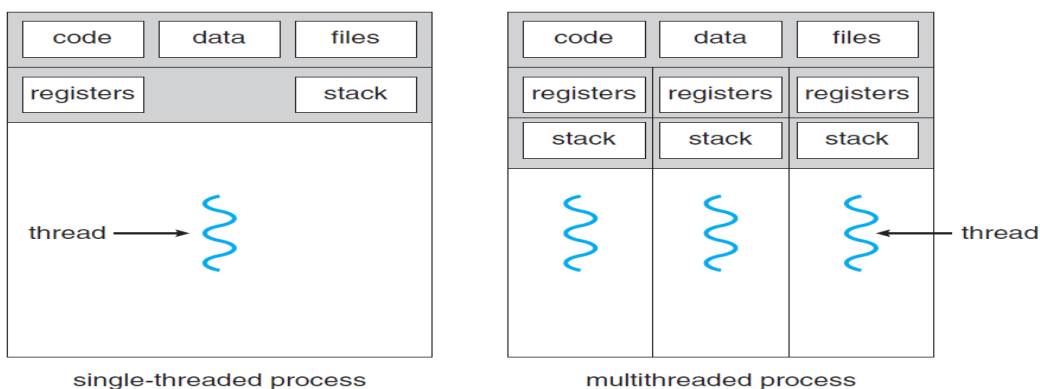 code data files
registers stack
thread
single-threaded process
code data files
registers registers registers
stack stack stack
thread
multithreaded process